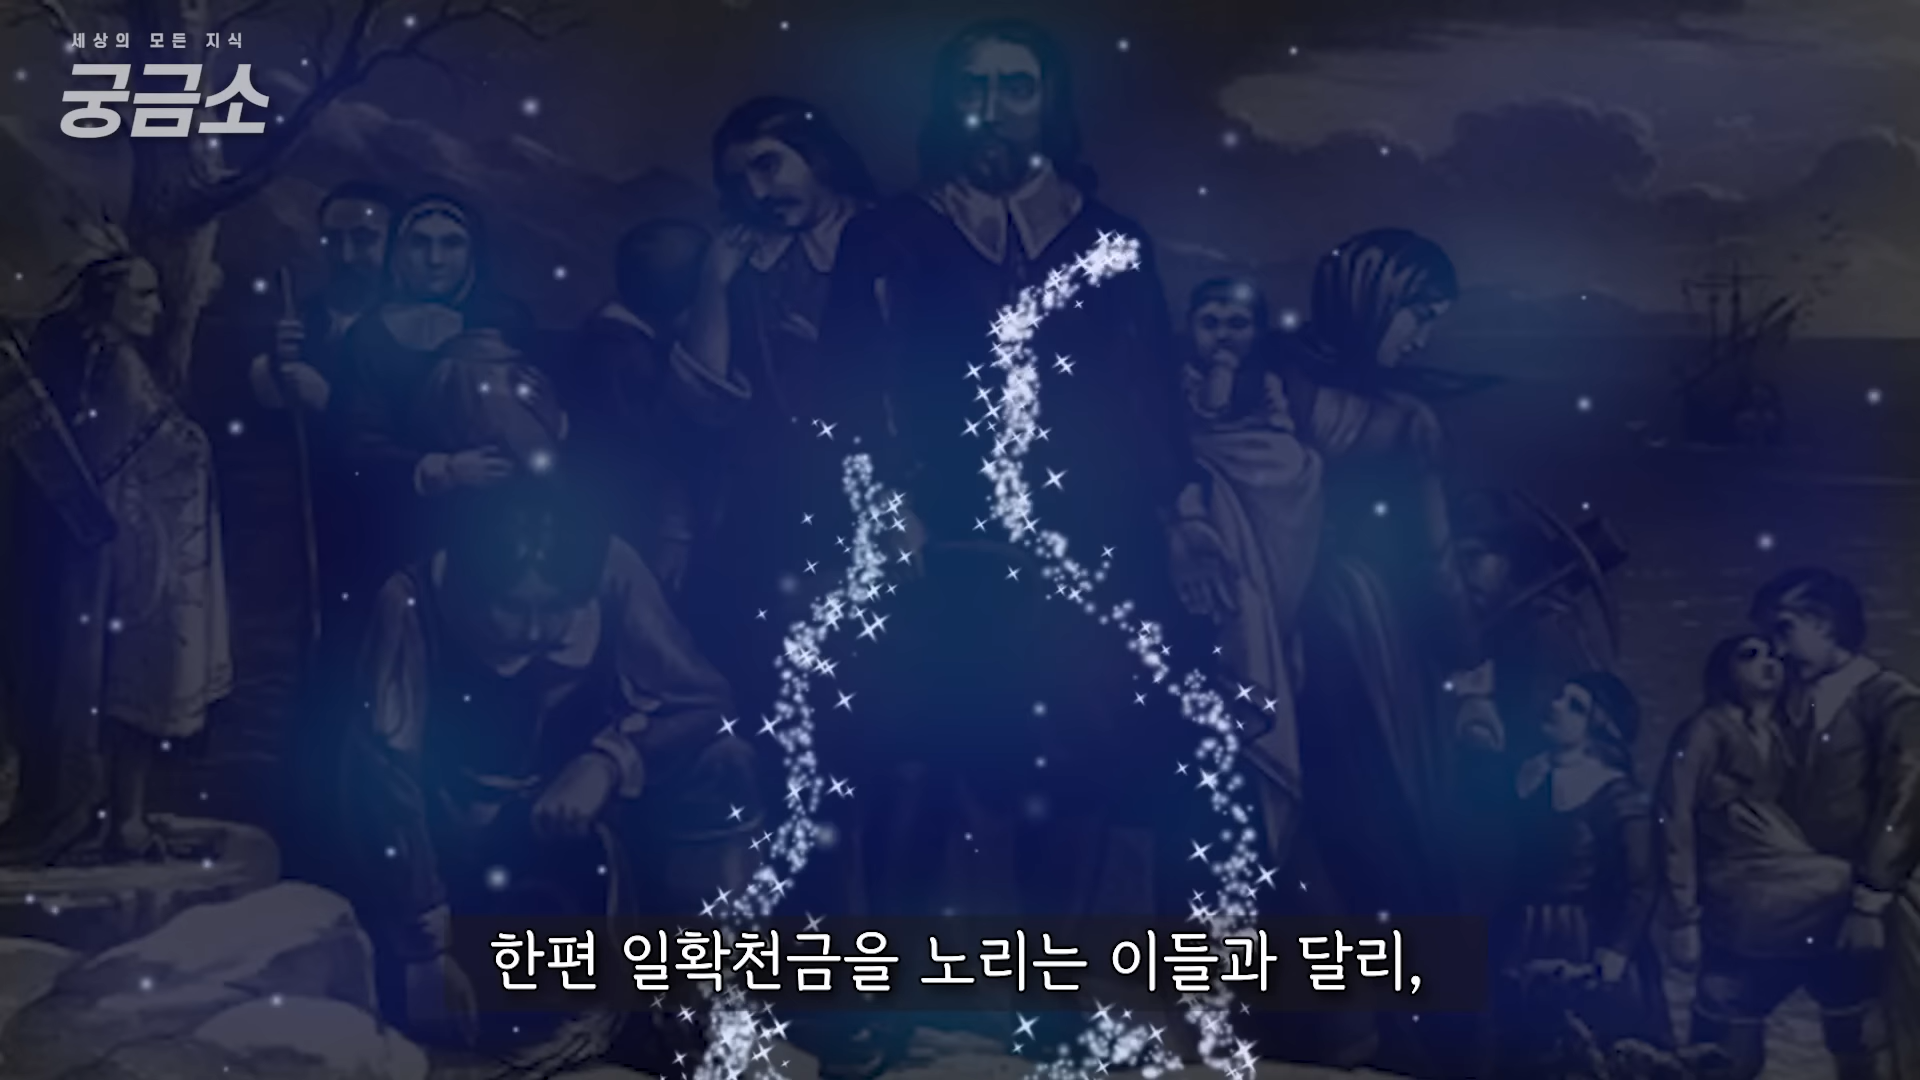 세상의 모든 지식
궁금소
한편 일확천금을 노리는 이들과 달리,